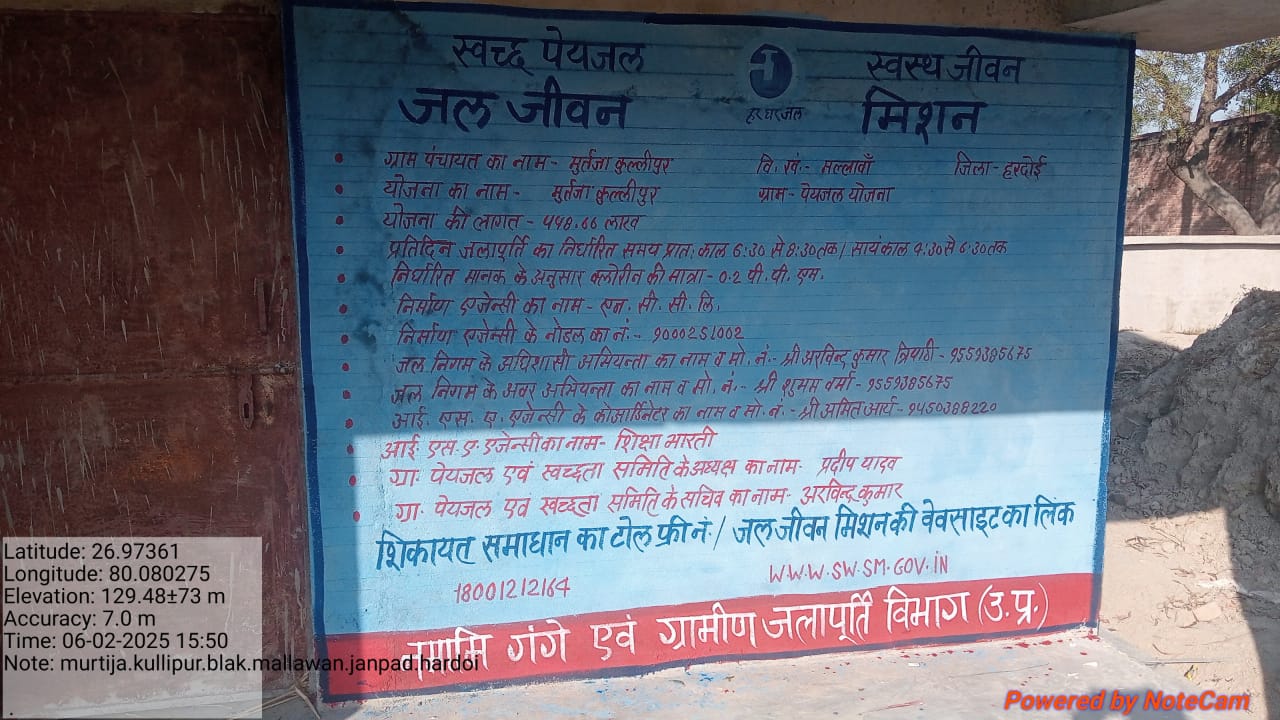 स्वच्छ पेयजल स्वस्थ जीवन
जल जीवन हर घर जल मिशन
ग्राम पंचायत का नाम - मुर्तजा कुल्लीपुर वि. खं.- मल्लावाँ जिला - हरदोई
योजना का नाम - मुर्तजा कुल्लीपुर ग्राम - पेयजल योजना
योजना की लागत - लाख
प्रतिदिन जलापूर्ति का निर्धारित समय प्रातः काल 6:30 से 8:30 तक / सायंकाल 4:30 से 6:30 तक
निर्धारित मानक के अनुसार क्लोरीन की मात्रा - 0.2 पी. पी. एम.
निर्माण एजेन्सी का नाम - एन. सी. सी. लि.
निर्माण एजेन्सी के नोडल का नं. -
जल निगम के अधिशासी अभियन्ता का नाम व मो. नं.- श्री अरविन्द कुमार त्रिपाठी -
जल निगम के अवर अभियन्ता का नाम व मो. नं.- श्री शुभम वर्मा -
आई. एस. ए. एजेन्सी के कोआर्डिनेटर का नाम व मो. नं.- श्री अमित आर्य - 9450388220
आई. एस. ए. एजेन्सी का नाम - शिक्षा भारती
ग्रा. पेयजल एवं स्वच्छता समिति के अध्यक्ष का नाम- प्रदीप यादव
ग्रा. पेयजल एवं स्वच्छता समिति के सचिव का नाम- अरविन्द कुमार
शिकायत समाधान का टोल फ्री नं. / जल जीवन मिशन की वेवसाइट का लिंक
18001212164 WWW.SWSM.GOV.IN
नमामि गंगे एवं ग्रामीण जलापूर्ति विभाग (उ.प्र.)
Latitude: 26.97361
Longitude: 80.080275
Elevation: 129.48±73 m
Accuracy: 7.0 m
Time: 06-02-2025 15:50
Note: murtija.kullipur.blak.mallawan.janpad.hardoi
Powered by NoteCam